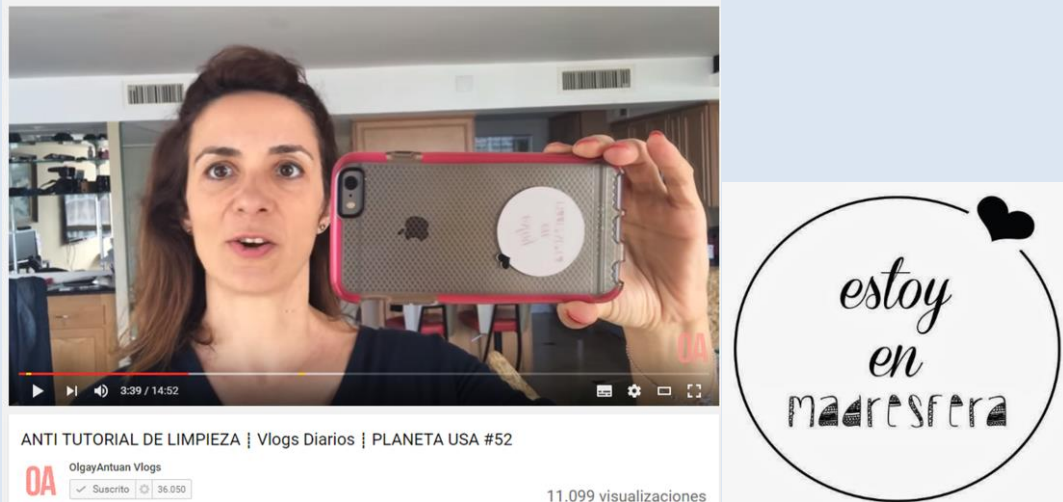 OA
3:39 / 14:52
ANTI TUTORIAL DE LIMPIEZA ¦ Vlogs Diarios ¦ PLANETA USA #52
OA
OlgayAntuan Vlogs
✓ Suscrito 36.050
11.099 visualizaciones
estoy
en
madresfera